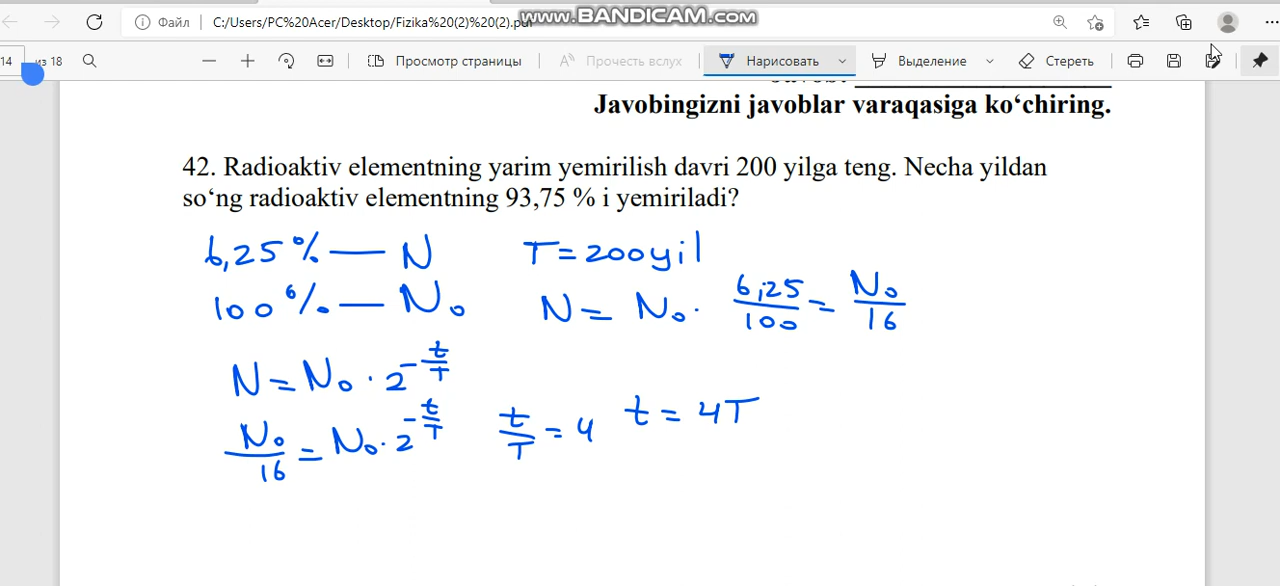 Файл C:/Users/PC%20Acer/Desktop/Fizika%20(2)%20(2).pdf
www.BANDICAM.com
14 из 18 Просмотр страницы Прочесть вслух Нарисовать Выделение Стереть
Javobingizni javoblar varaqasiga ko‘chiring.
42. Radioaktiv elementning yarim yemirilish davri 200 yilga teng. Necha yildan
so‘ng radioaktiv elementning 93,75 % i yemiriladi?
6,25% — N T = 200 yil
100% — N₀ N = N₀ · 6,25/100 = N₀/16
N = N₀ · 2^(-t/T)
N₀/16 = N₀ · 2^(-t/T) t/T = 4 t = 4T